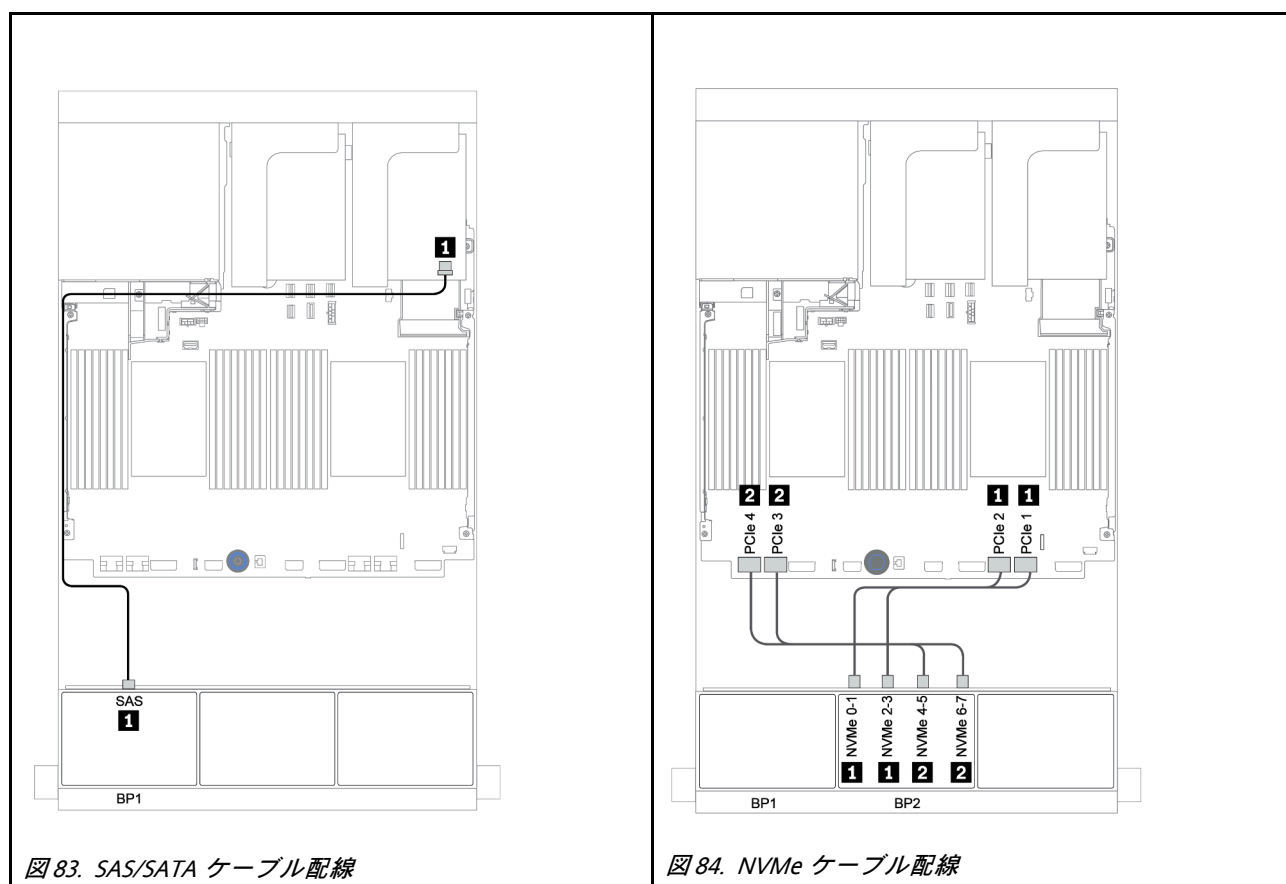 1
SAS
1
BP1
図 83. SAS/SATA ケーブル配線
2 2 1 1
PCIe 4 PCIe 3 PCIe 2 PCIe 1
NVMe 0-1 NVMe 2-3 NVMe 4-5 NVMe 6-7
1 1 2 2
BP1 BP2
図 84. NVMe ケーブル配線